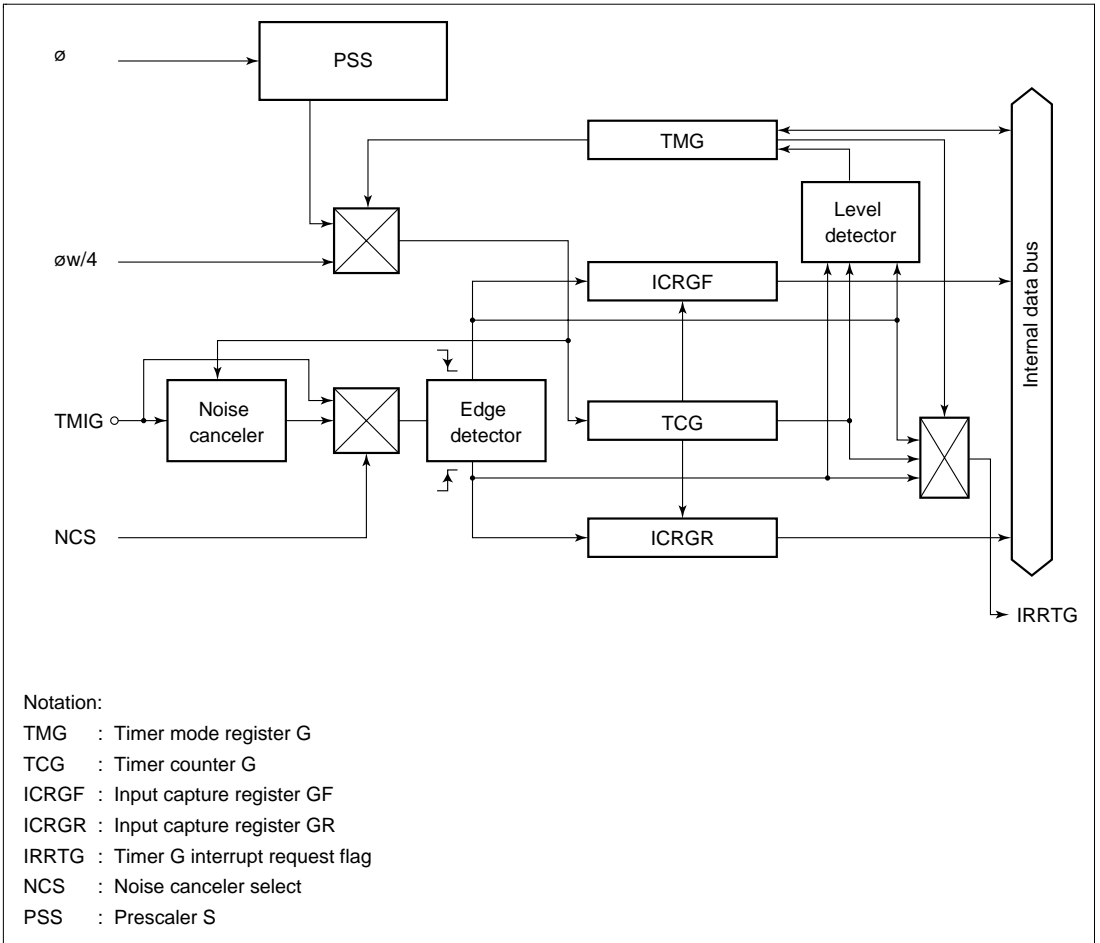 ø
PSS
TMG
Level
detector
øw/4
ICRGF
Internal data bus
TMIG
Noise
canceler
Edge
detector
TCG
NCS
ICRGR
IRRTG
Notation:
TMG : Timer mode register G
TCG : Timer counter G
ICRGF : Input capture register GF
ICRGR : Input capture register GR
IRRTG : Timer G interrupt request flag
NCS : Noise canceler select
PSS : Prescaler S